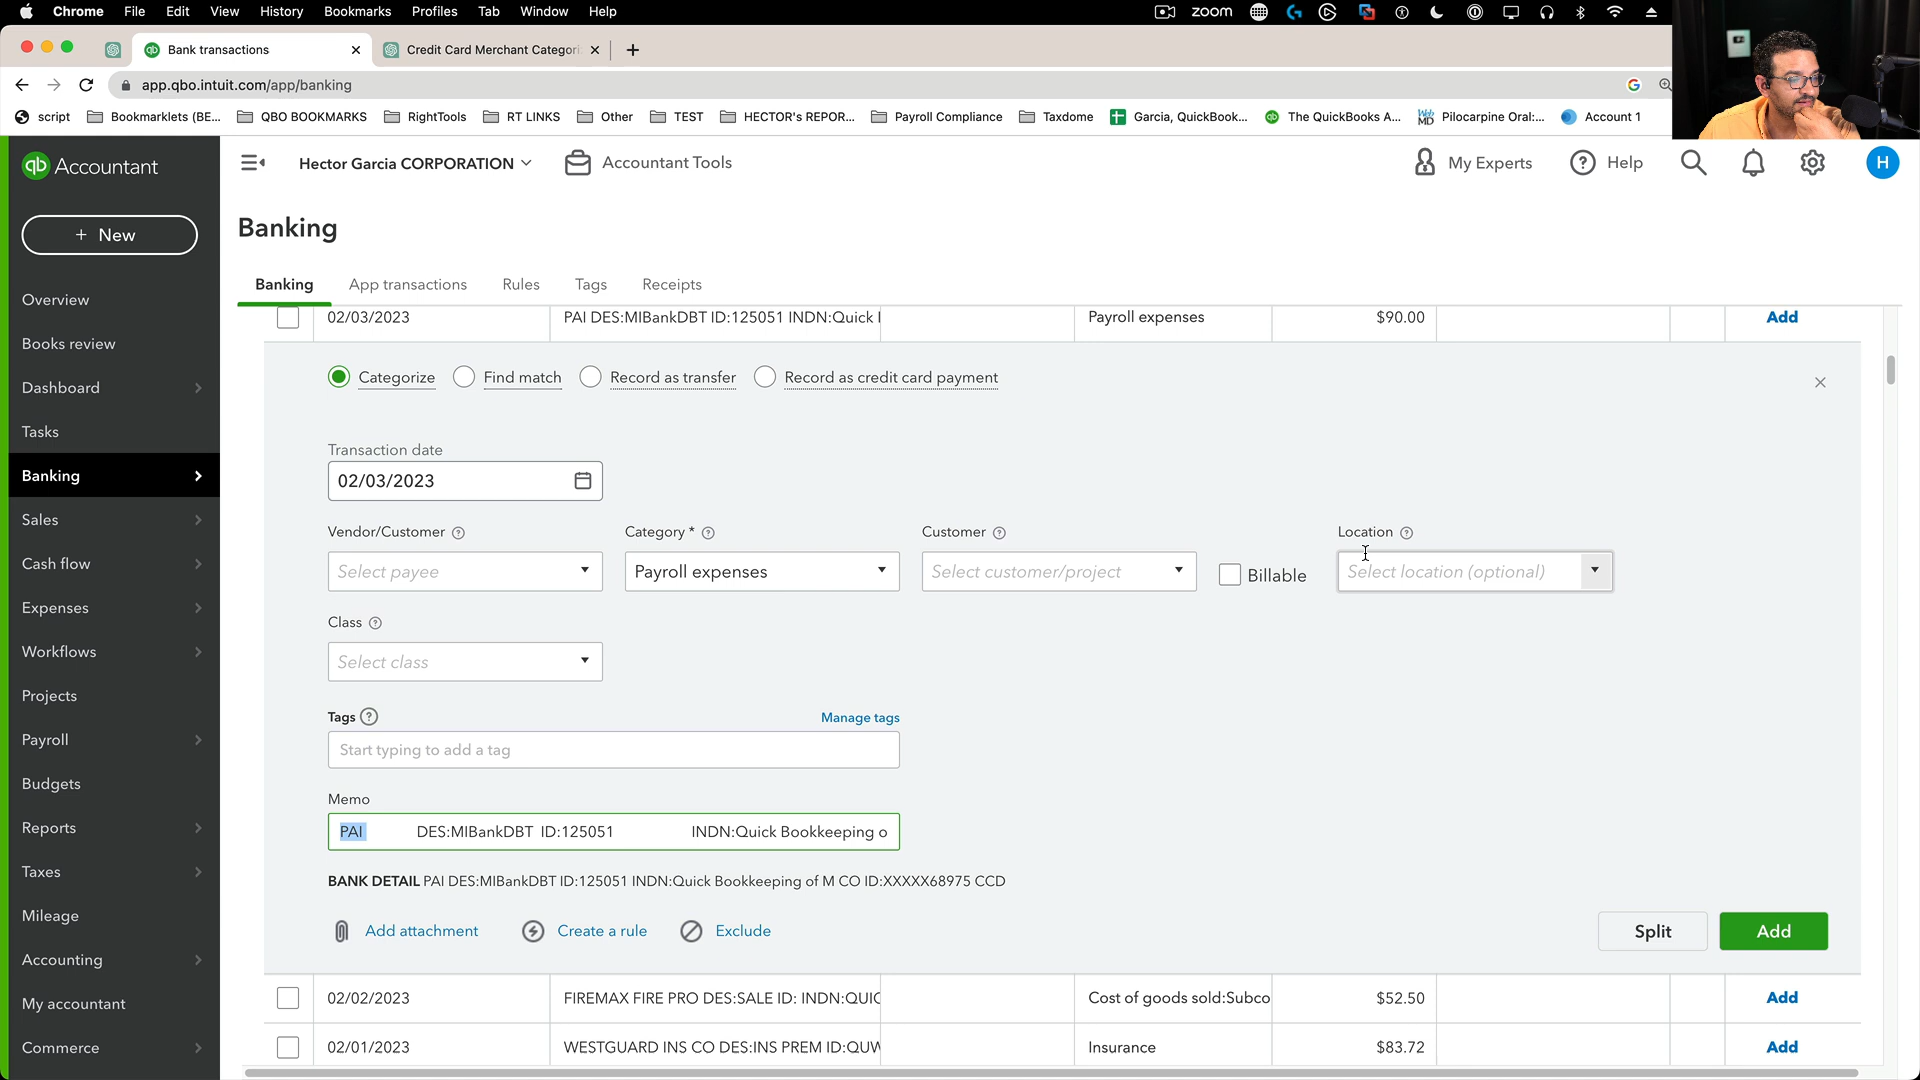 Chrome File Edit View History Bookmarks Profiles Tab Window Help zoom
Bank transactions Credit Card Merchant Categori
app.qbo.intuit.com/app/banking
script Bookmarklets (BE... QBO BOOKMARKS RightTools RT LINKS Other TEST HECTOR's REPOR... Payroll Compliance Taxdome Garcia, QuickBook... The QuickBooks A... Pilocarpine Oral:... Account 1
qb Accountant
Hector Garcia CORPORATION Accountant Tools My Experts Help H
+ New
Banking
Banking App transactions Rules Tags Receipts
Overview
Books review
Dashboard
Tasks
Banking
Sales
Cash flow
Expenses
Workflows
Projects
Payroll
Budgets
Reports
Taxes
Mileage
Accounting
My accountant
Commerce
02/03/2023 PAI DES:MIBankDBT ID:125051 INDN:Quick Payroll expenses $90.00 Add
Categorize Find match Record as transfer Record as credit card payment
Transaction date
02/03/2023
Vendor/Customer Category * Customer Location
Select payee Payroll expenses Select customer/project Billable Select location (optional)
Class
Select class
Tags Manage tags
Start typing to add a tag
Memo
PAI DES:MIBankDBT ID:125051 INDN:Quick Bookkeeping o
BANK DETAIL PAI DES:MIBankDBT ID:125051 INDN:Quick Bookkeeping of M CO ID:XXXXX68975 CCD
Add attachment Create a rule Exclude Split Add
02/02/2023 FIREMAX FIRE PRO DES:SALE ID: INDN:QUIC Cost of goods sold:Subco $52.50 Add
02/01/2023 WESTGUARD INS CO DES:INS PREM ID:QUW Insurance $83.72 Add